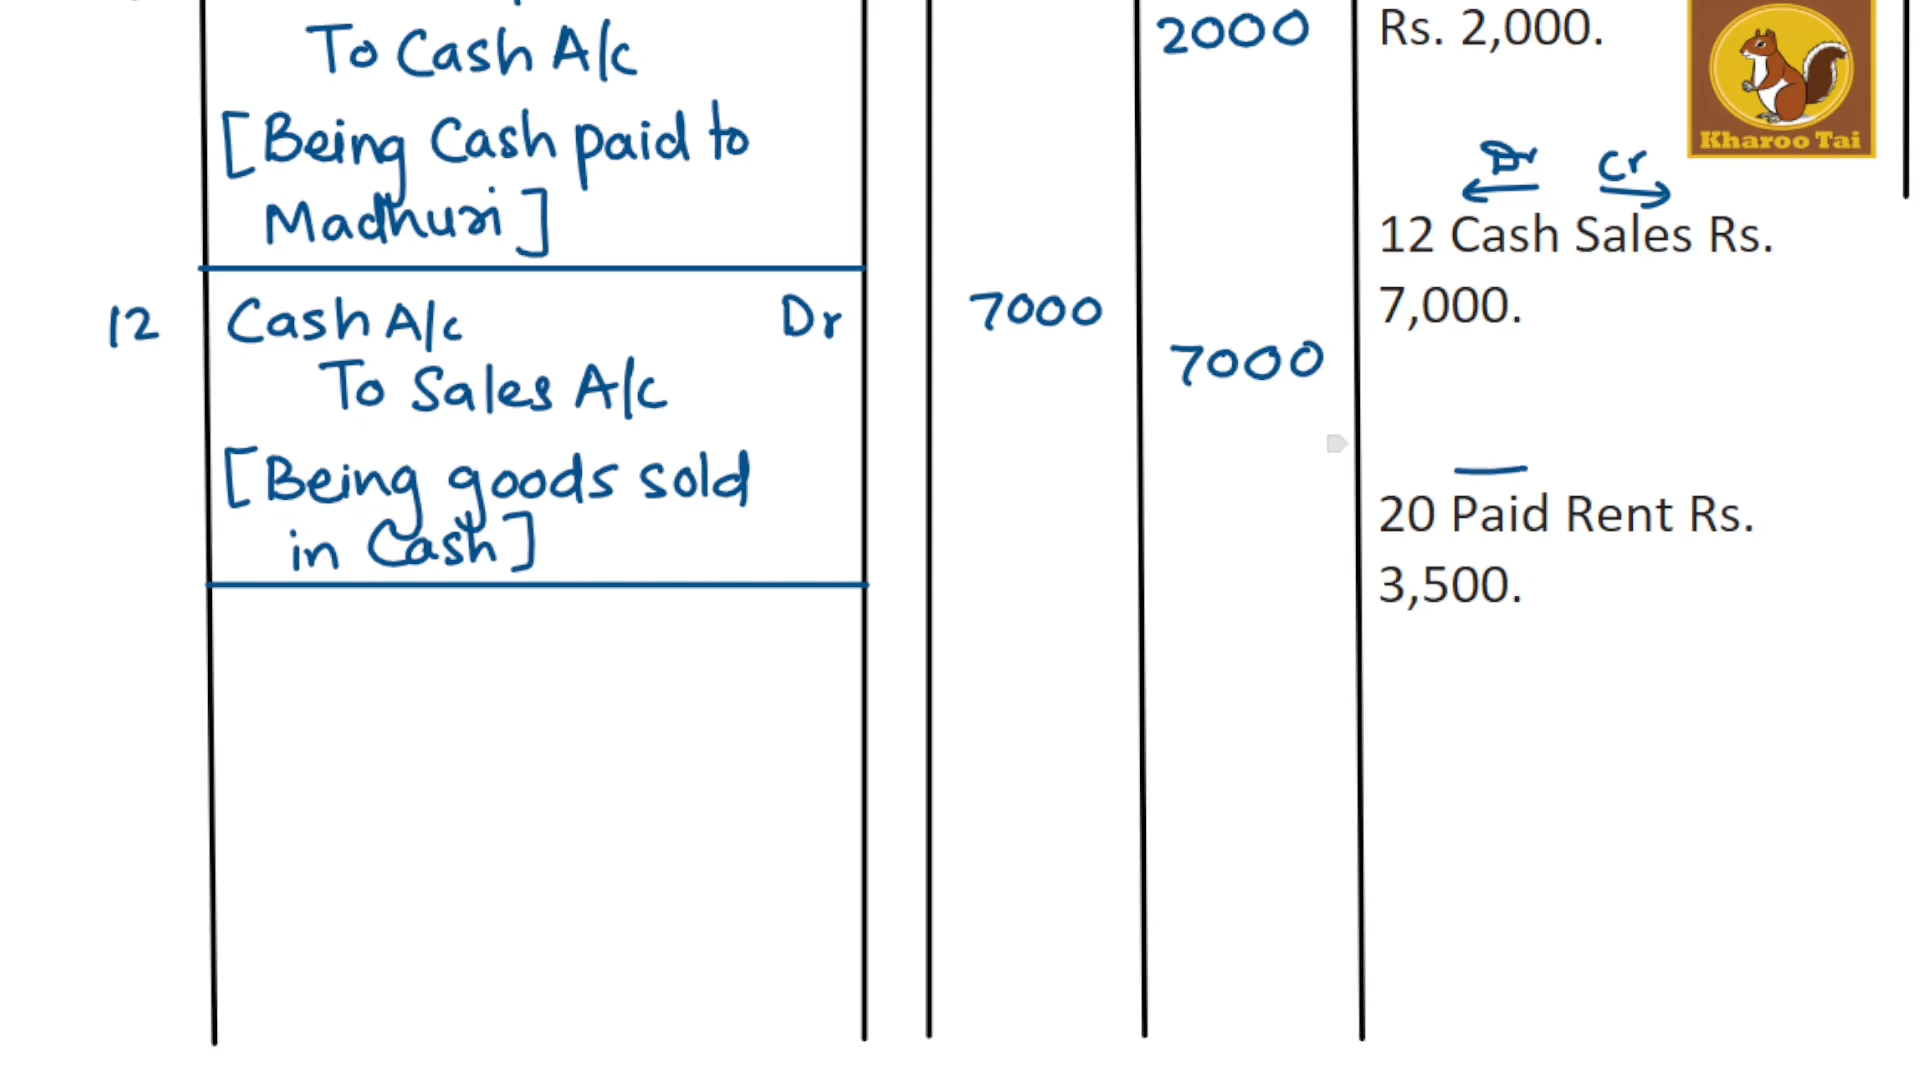 To Cash A/c 2000
[Being Cash paid to
Madhuri]
12 Cash A/c Dr 7000
To Sales A/c 7000
[Being goods sold
in Cash]
Rs. 2,000.
Kharoo Tai
Dr Cr
12 Cash Sales Rs.
7,000.
20 Paid Rent Rs.
3,500.